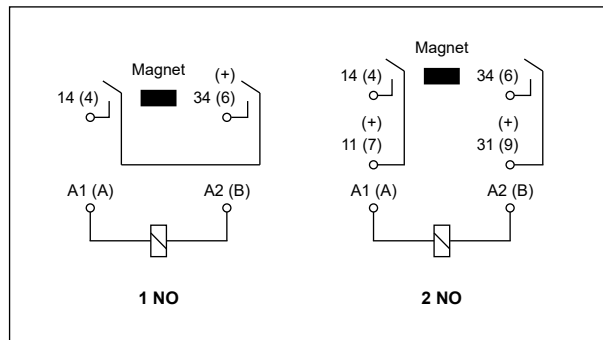 Magnet
(+)
14 (4)
34 (6)
A1 (A)
A2 (B)
1 NO
Magnet
14 (4)
34 (6)
(+)
(+)
11 (7)
31 (9)
A1 (A)
A2 (B)
2 NO